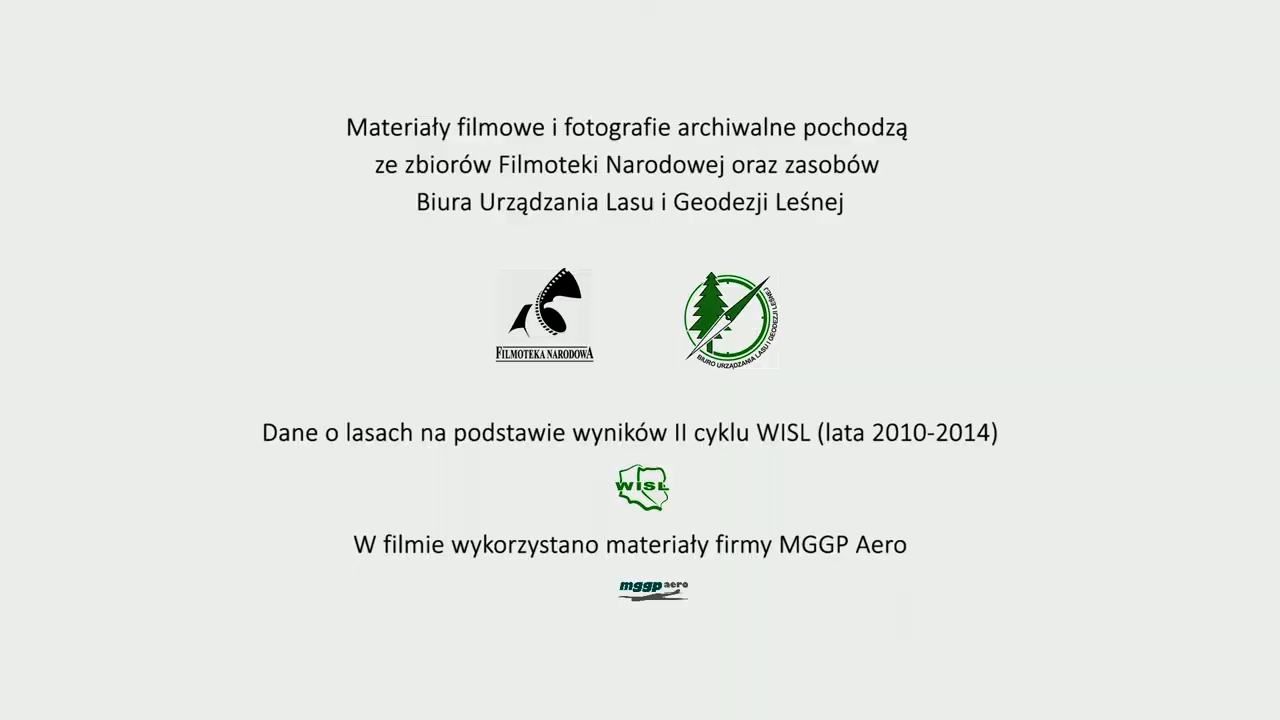 Materiały filmowe i fotografie archiwalne pochodzą
ze zbiorów Filmoteki Narodowej oraz zasobów
Biura Urządzania Lasu i Geodezji Leśnej
FILMOTEKA NARODOWA
BIURO URZĄDZANIA LASU I GEODEZJI LEŚNEJ
Dane o lasach na podstawie wyników II cyklu WISL (lata 2010-2014)
WISL
W filmie wykorzystano materiały firmy MGGP Aero
mggp aero